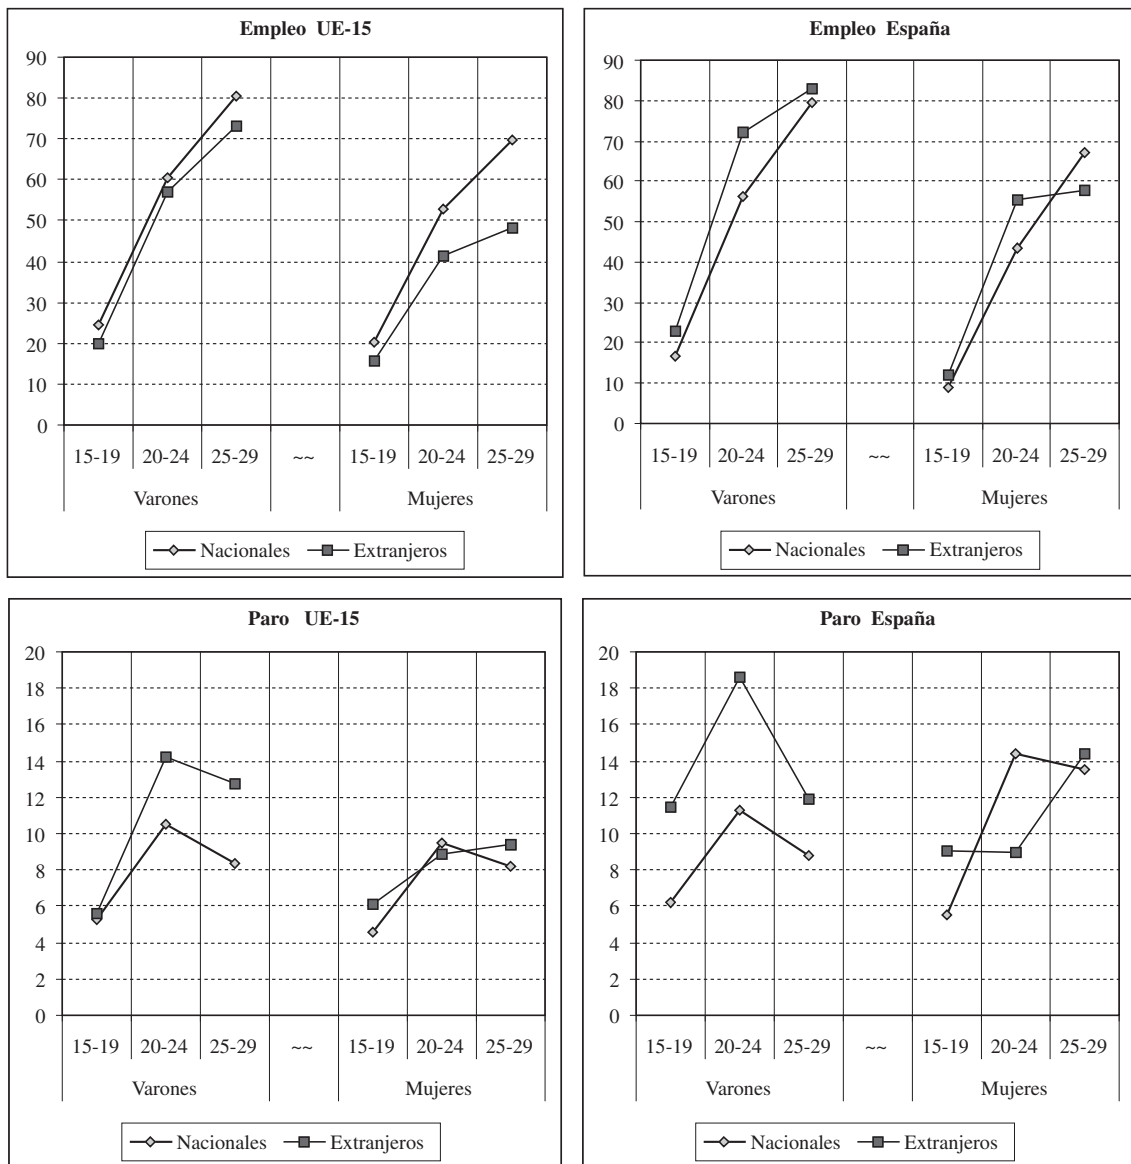 Empleo UE-15
90
80
70
60
50
40
30
20
10
0
15-19 20-24 25-29 ~~ 15-19 20-24 25-29
Varones Mujeres
Nacionales Extranjeros
Empleo España
90
80
70
60
50
40
30
20
10
0
15-19 20-24 25-29 ~~ 15-19 20-24 25-29
Varones Mujeres
Nacionales Extranjeros
Paro UE-15
20
18
16
14
12
10
8
6
4
2
0
15-19 20-24 25-29 ~~ 15-19 20-24 25-29
Varones Mujeres
Nacionales Extranjeros
Paro España
20
18
16
14
12
10
8
6
4
2
0
15-19 20-24 25-29 ~~ 15-19 20-24 25-29
Varones Mujeres
Nacionales Extranjeros